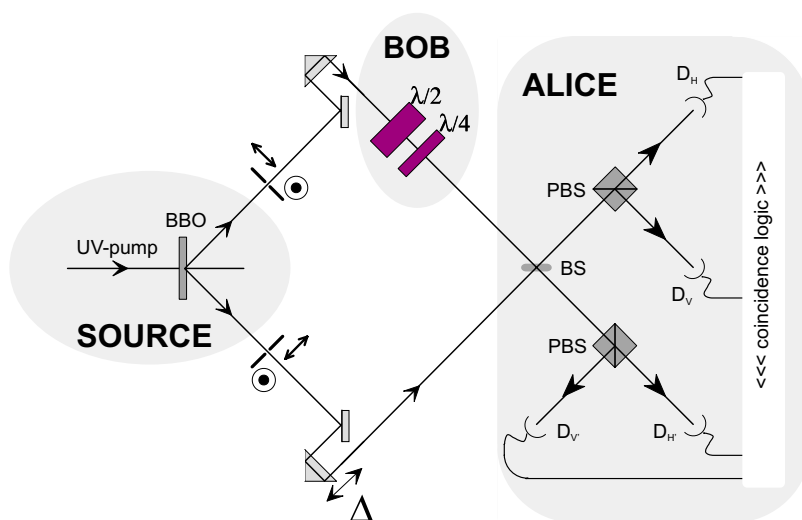 BOB
λ/2
λ/4
ALICE
D_H
PBS
BBO
UV-pump
SOURCE
BS
D_V
PBS
D_V'
D_H'
Δ
<<< coincidence logic >>>